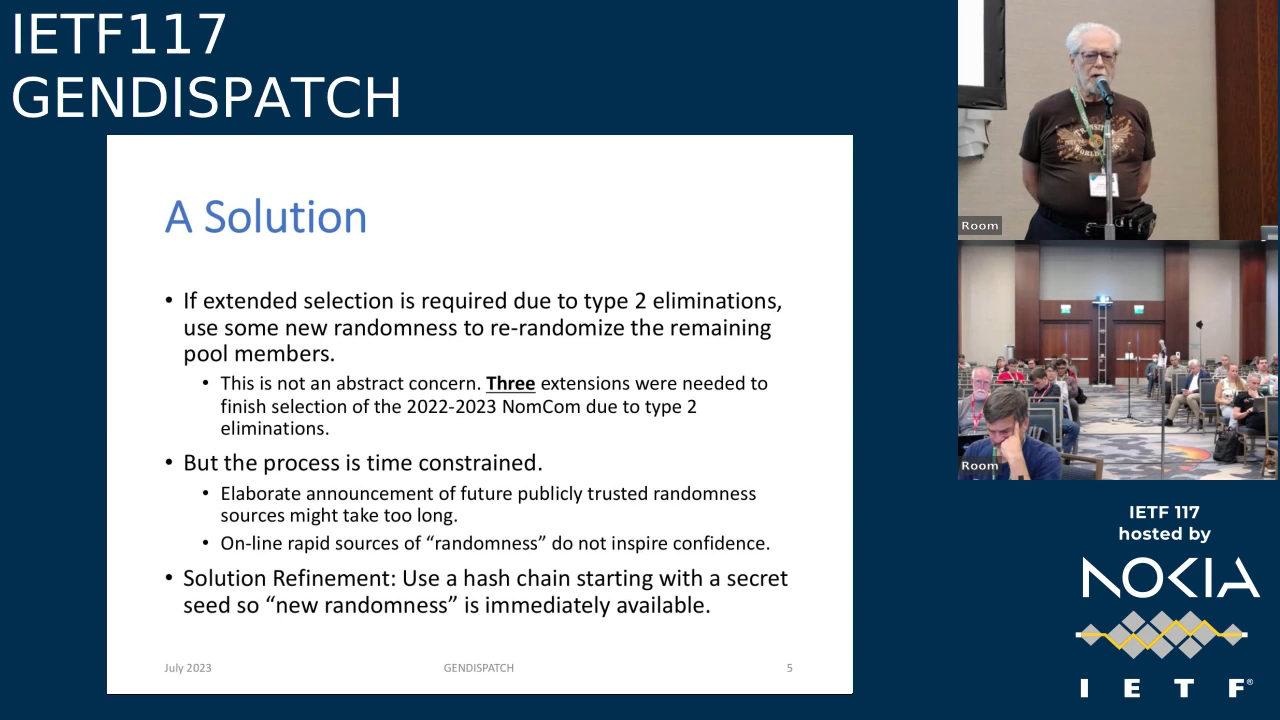 IETF117
GENDISPATCH
A Solution
• If extended selection is required due to type 2 eliminations,
use some new randomness to re-randomize the remaining
pool members.
• This is not an abstract concern. Three extensions were needed to
finish selection of the 2022-2023 NomCom due to type 2
eliminations.
• But the process is time constrained.
• Elaborate announcement of future publicly trusted randomness
sources might take too long.
• On-line rapid sources of “randomness” do not inspire confidence.
• Solution Refinement: Use a hash chain starting with a secret
seed so “new randomness” is immediately available.
July 2023
GENDISPATCH
5
Room
Room
IETF 117
hosted by
NOKIA
I E T F®